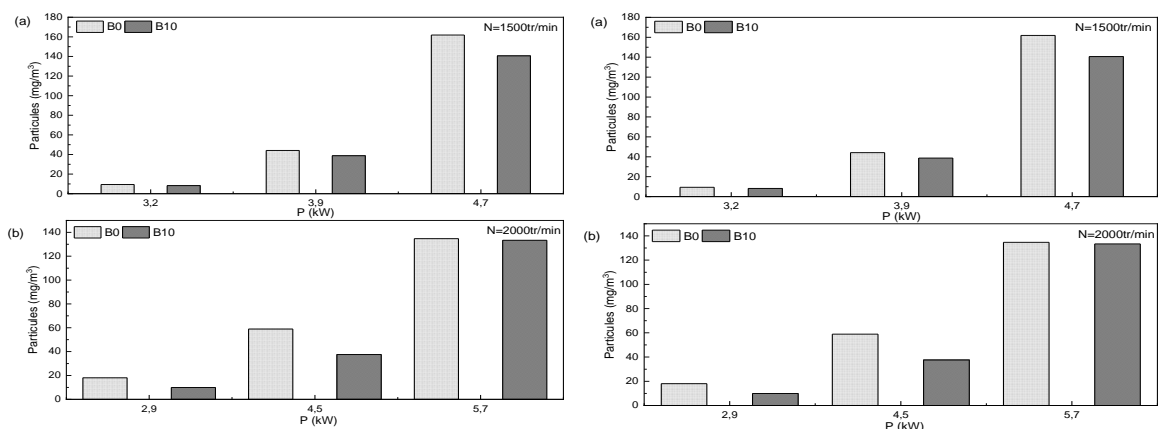 (a)
B0 B10
N=1500tr/min
Particules (mg/m³)
180
160
140
120
100
80
60
40
20
0
3,2 3,9 4,7
P (kW)
(b)
B0 B10
N=2000tr/min
Particules (mg/m³)
140
120
100
80
60
40
20
0
2,9 4,5 5,7
P (kW)
(a)
B0 B10
N=1500tr/min
Particules (mg/m³)
180
160
140
120
100
80
60
40
20
0
3,2 3,9 4,7
P (kW)
(b)
B0 B10
N=2000tr/min
Particules (mg/m³)
140
120
100
80
60
40
20
0
2,9 4,5 5,7
P (kW)